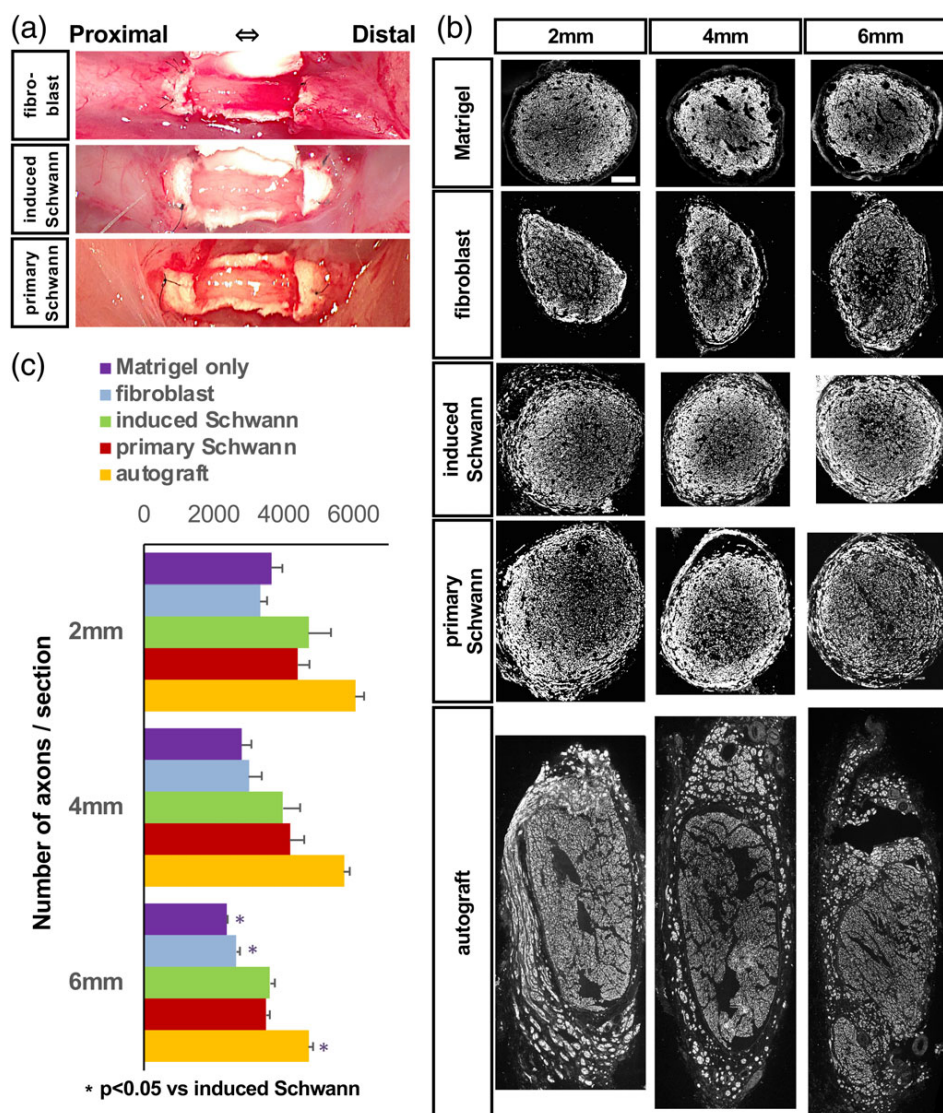 (a)
Proximal ⇔ Distal
fibro-
blast
induced
Schwann
primary
Schwann
(b)
2mm 4mm 6mm
Matrigel
fibroblast
induced
Schwann
primary
Schwann
autograft
(c)
Matrigel only
fibroblast
induced Schwann
primary Schwann
autograft
0 2000 4000 6000
Number of axons / section
2mm
4mm
6mm
*
*
*
* p<0.05 vs induced Schwann